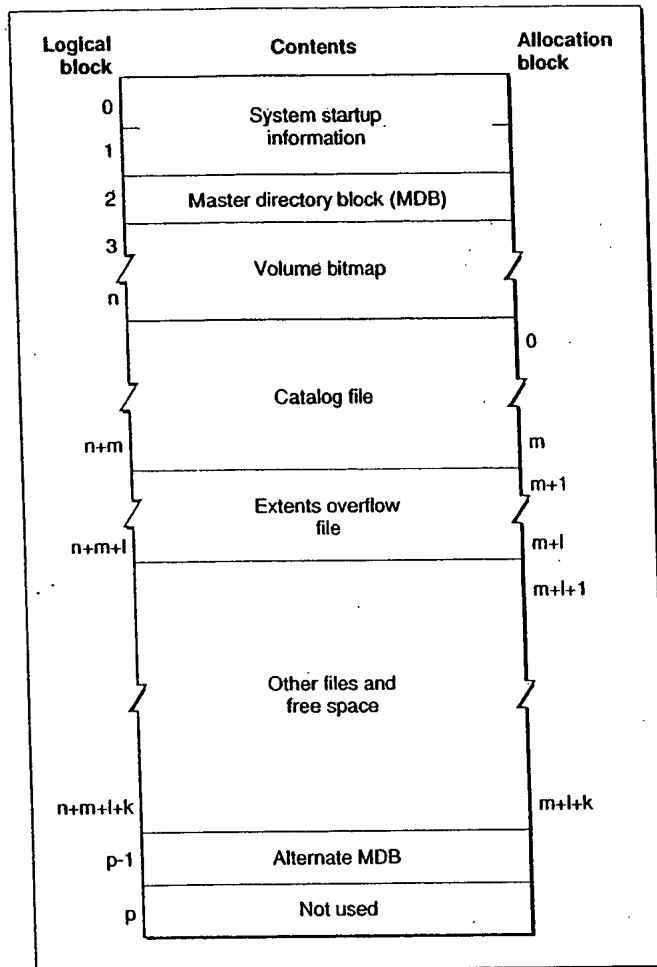 Logical
block
Contents
Allocation
block
0
System startup
information
1
2
Master directory block (MDB)
3
Volume bitmap
n
0
Catalog file
n+m
m
m+1
Extents overflow
file
n+m+l
m+l
m+l+1
Other files and
free space
n+m+l+k
m+l+k
p-1
Alternate MDB
p
Not used